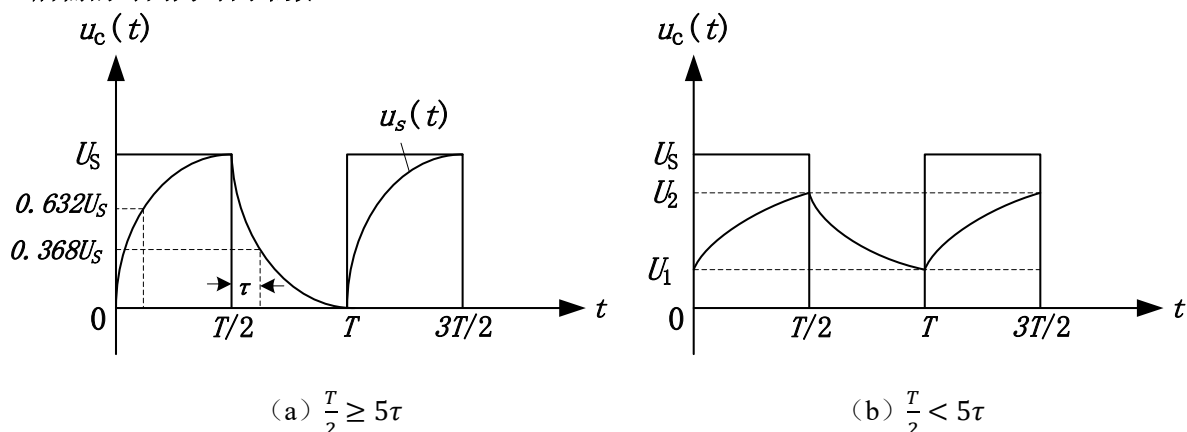 u_c(t)
u_s(t)
U_S
0.632U_S
0.368U_S
τ
0
T/2
T
3T/2
t
(a) T/2 ≥ 5τ
u_c(t)
U_S
U_2
U_1
0
T/2
T
3T/2
t
(b) T/2 < 5τ